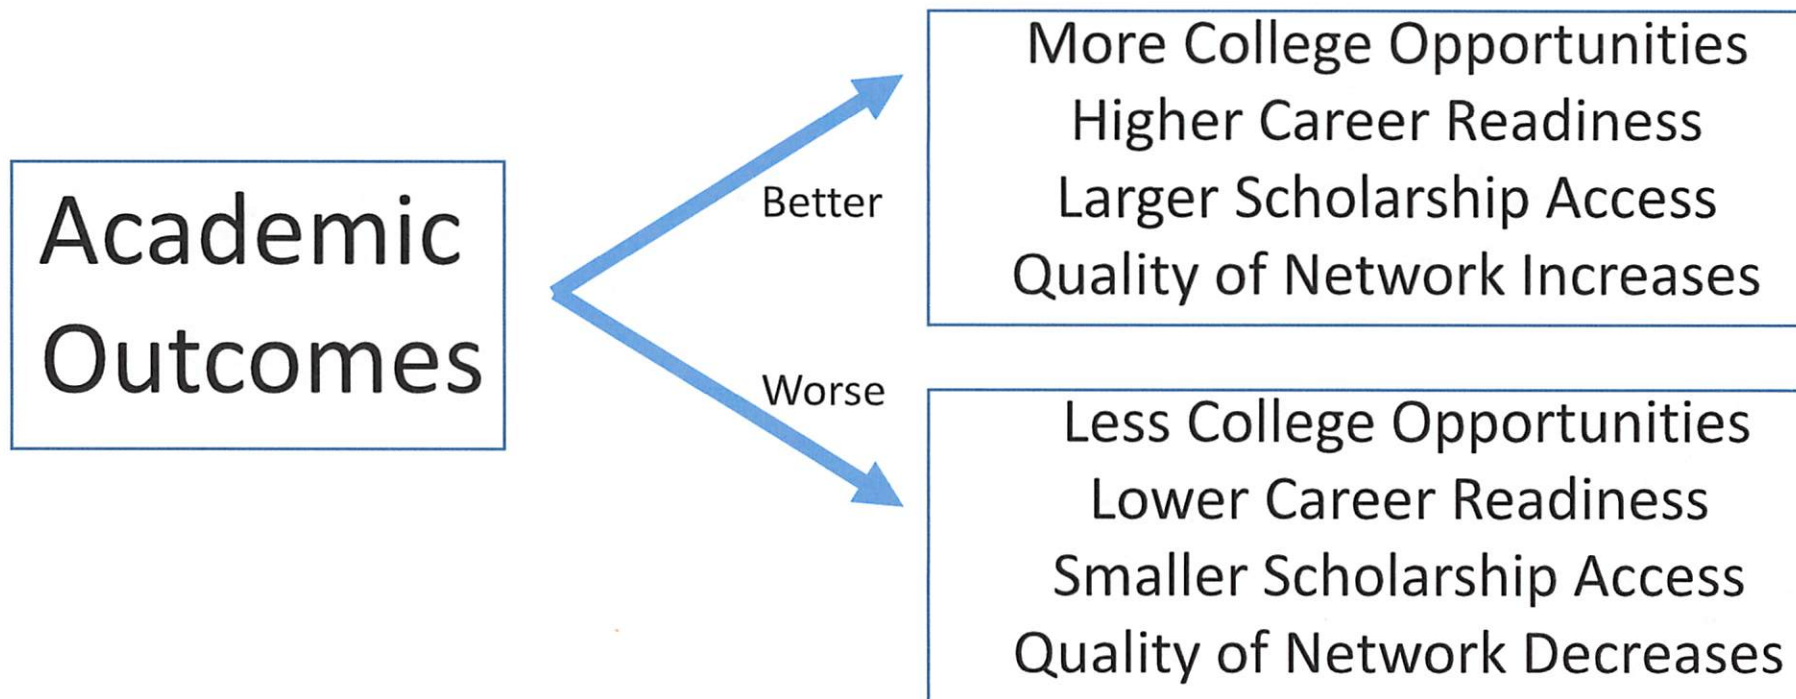 Academic
Outcomes
Better
More College Opportunities
Higher Career Readiness
Larger Scholarship Access
Quality of Network Increases
Worse
Less College Opportunities
Lower Career Readiness
Smaller Scholarship Access
Quality of Network Decreases